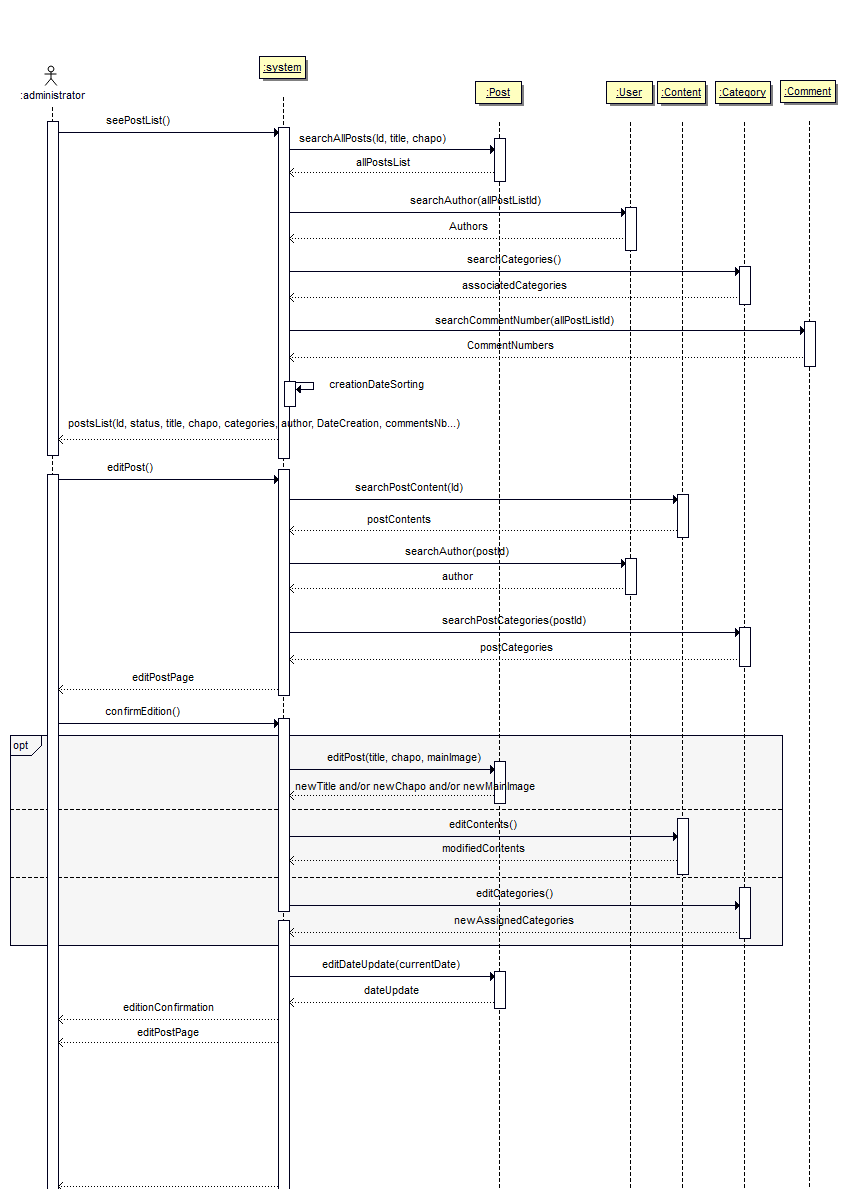 :system
:administrator
:Post
:User
:Content
:Category
:Comment
seePostList()
searchAllPosts(Id, title, chapo)
allPostsList
searchAuthor(allPostListId)
Authors
searchCategories()
associatedCategories
searchCommentNumber(allPostListId)
CommentNumbers
creationDateSorting
postsList(Id, status, title, chapo, categories, author, DateCreation, commentsNb...)
editPost()
searchPostContent(Id)
postContents
searchAuthor(postId)
author
searchPostCategories(postId)
postCategories
editPostPage
confirmEdition()
opt
editPost(title, chapo, mainImage)
newTitle and/or newChapo and/or newMainImage
editContents()
modifiedContents
editCategories()
newAssignedCategories
editDateUpdate(currentDate)
dateUpdate
editionConfirmation
editPostPage